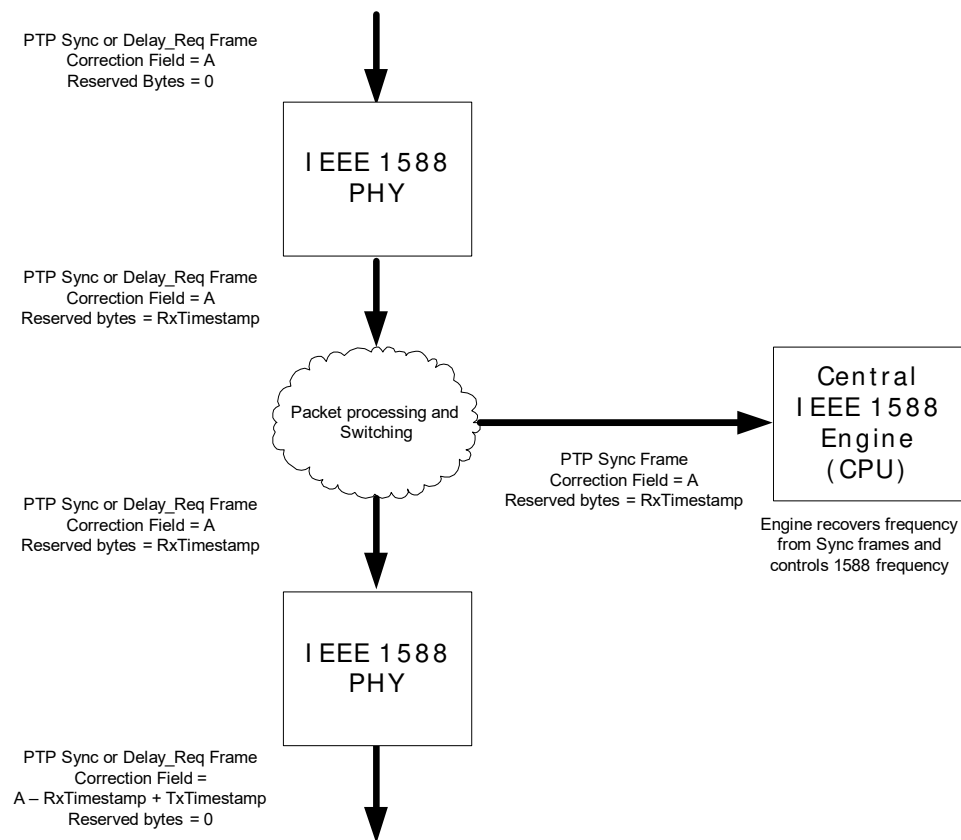 PTP Sync or Delay_Req Frame
Correction Field = A
Reserved Bytes = 0
IEEE 1588
PHY
PTP Sync or Delay_Req Frame
Correction Field = A
Reserved bytes = RxTimestamp
Packet processing and
Switching
Central
IEEE 1588
Engine
(CPU)
PTP Sync Frame
Correction Field = A
Reserved bytes = RxTimestamp
Engine recovers frequency
from Sync frames and
controls 1588 frequency
PTP Sync or Delay_Req Frame
Correction Field = A
Reserved bytes = RxTimestamp
IEEE 1588
PHY
PTP Sync or Delay_Req Frame
Correction Field =
A – RxTimestamp + TxTimestamp
Reserved bytes = 0